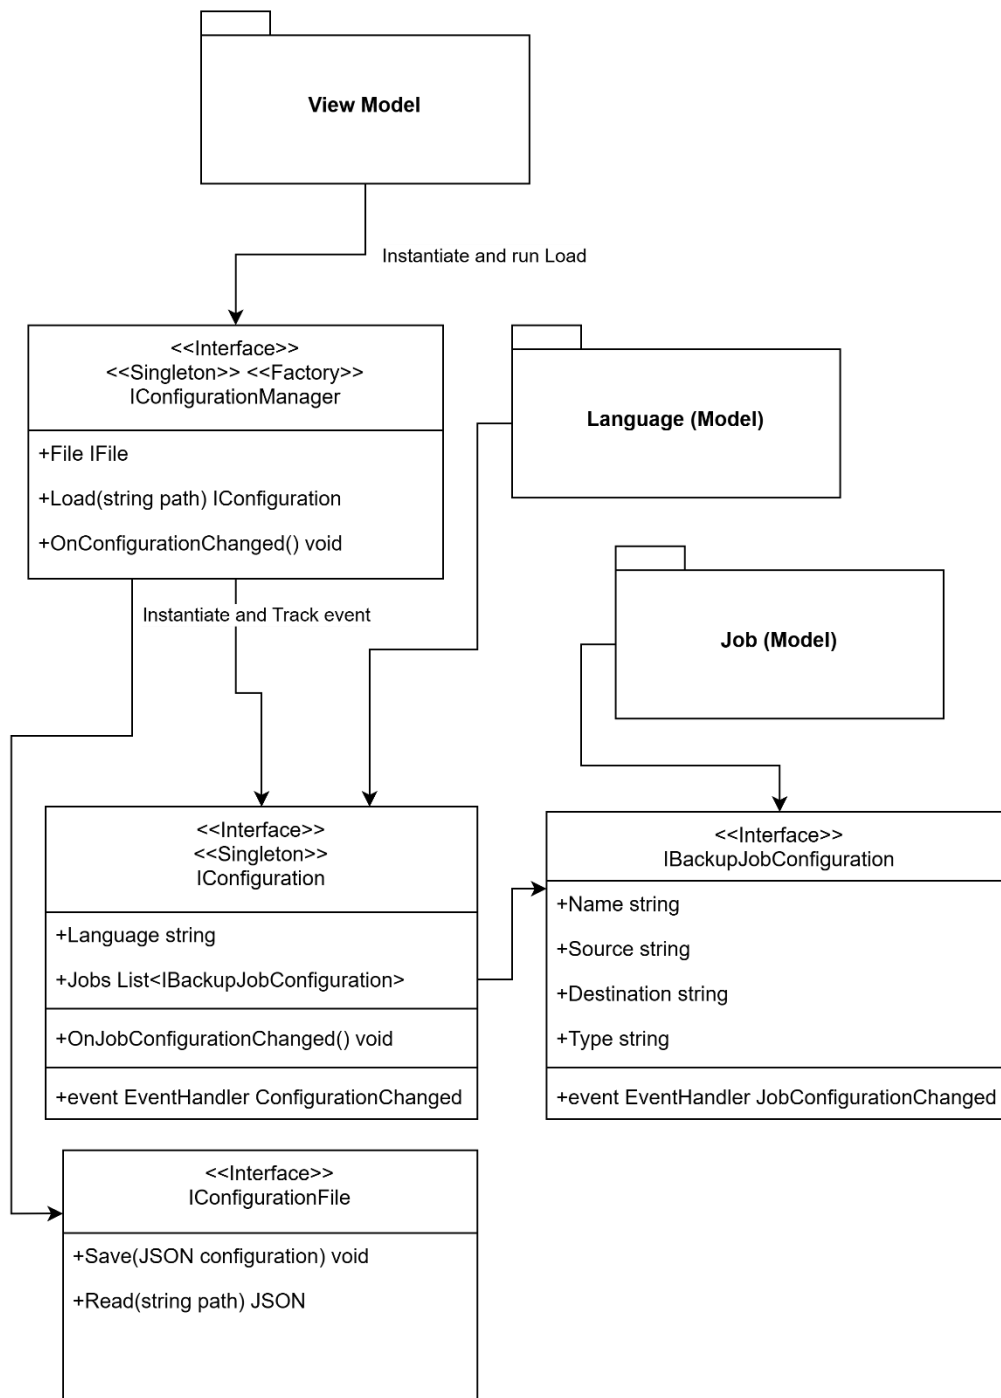 View Model
Instantiate and run Load
<<Interface>>
<<Singleton>> <<Factory>>
IConfigurationManager
+File IFile
+Load(string path) IConfiguration
+OnConfigurationChanged() void
Language (Model)
Job (Model)
Instantiate and Track event
<<Interface>>
<<Singleton>>
IConfiguration
+Language string
+Jobs List<IBackupJobConfiguration>
+OnJobConfigurationChanged() void
+event EventHandler ConfigurationChanged
<<Interface>>
IBackupJobConfiguration
+Name string
+Source string
+Destination string
+Type string
+event EventHandler JobConfigurationChanged
<<Interface>>
IConfigurationFile
+Save(JSON configuration) void
+Read(string path) JSON